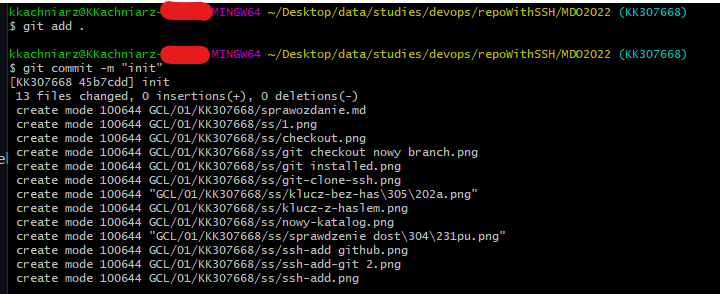 kkachniarz@KKachniarz- MINGW64 ~/Desktop/data/studies/devops/repoWithSSH/MDO2022 (KK307668)
$ git add .
kkachniarz@KKachniarz- MINGW64 ~/Desktop/data/studies/devops/repoWithSSH/MDO2022 (KK307668)
$ git commit -m "init"
[KK307668 45b7cdd] init
 13 files changed, 0 insertions(+), 0 deletions(-)
 create mode 100644 GCL/01/KK307668/sprawozdanie.md
 create mode 100644 GCL/01/KK307668/ss/1.png
 create mode 100644 GCL/01/KK307668/ss/checkout.png
 create mode 100644 GCL/01/KK307668/ss/git checkout nowy branch.png
 create mode 100644 GCL/01/KK307668/ss/git installed.png
 create mode 100644 GCL/01/KK307668/ss/git-clone-ssh.png
 create mode 100644 "GCL/01/KK307668/ss/klucz-bez-has\305\202a.png"
 create mode 100644 GCL/01/KK307668/ss/klucz-z-haslem.png
 create mode 100644 GCL/01/KK307668/ss/nowy-katalog.png
 create mode 100644 "GCL/01/KK307668/ss/sprawdzenie dost\304\231pu.png"
 create mode 100644 GCL/01/KK307668/ss/ssh-add github.png
 create mode 100644 GCL/01/KK307668/ss/ssh-add-git 2.png
 create mode 100644 GCL/01/KK307668/ss/ssh-add.png